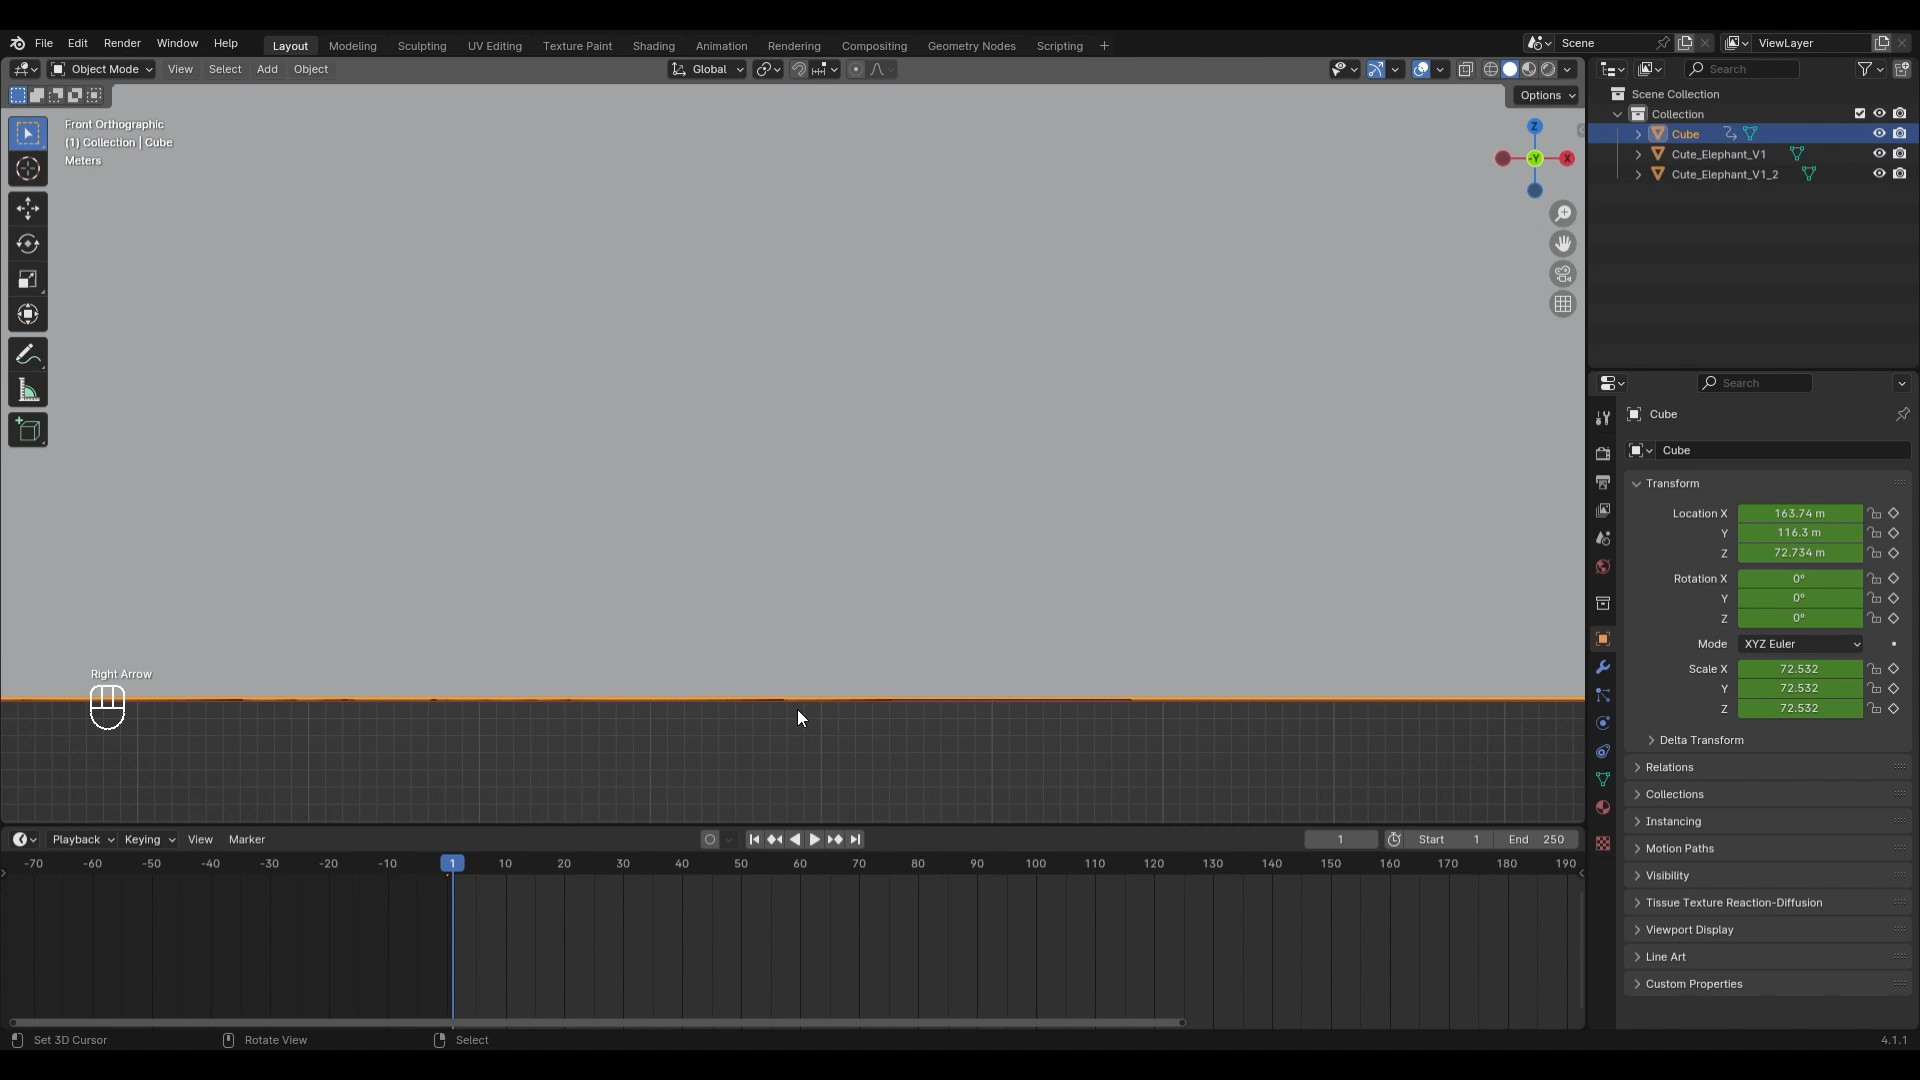 File Edit Render Window Help Layout Modeling Sculpting UV Editing Texture Paint Shading Animation Rendering Compositing Geometry Nodes Scripting + Scene ViewLayer
Object Mode View Select Add Object Global Search
Options
Front Orthographic
(1) Collection | Cube
Meters
Z
-Y
X
Right Arrow
Scene Collection
Collection
Cube
Cute_Elephant_V1
Cute_Elephant_V1_2
Search
Cube
Cube
Transform
Location X 163.74 m
Y 116.3 m
Z 72.734 m
Rotation X 0°
Y 0°
Z 0°
Mode XYZ Euler
Scale X 72.532
Y 72.532
Z 72.532
Delta Transform
Relations
Collections
Instancing
Motion Paths
Visibility
Tissue Texture Reaction-Diffusion
Viewport Display
Line Art
Custom Properties
Playback Keying View Marker 1 Start 1 End 250
-70 -60 -50 -40 -30 -20 -10 1 10 20 30 40 50 60 70 80 90 100 110 120 130 140 150 160 170 180 190
Set 3D Cursor Rotate View Select 4.1.1